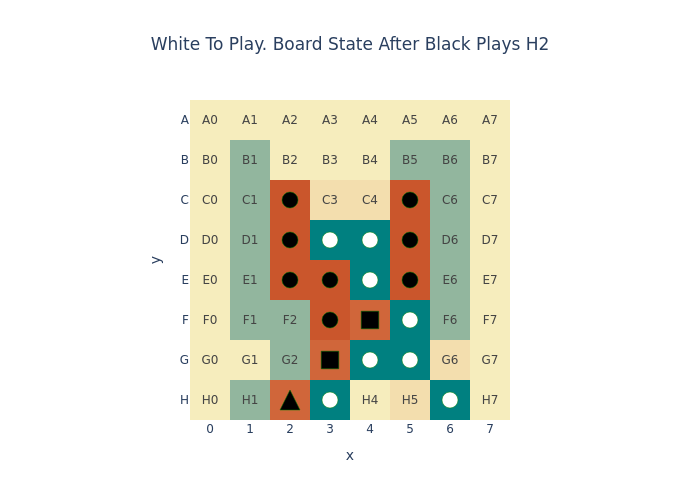 White To Play. Board State After Black Plays H2
A A0 A1 A2 A3 A4 A5 A6 A7
B B0 B1 B2 B3 B4 B5 B6 B7
C C0 C1 C3 C4 C6 C7
D D0 D1 D6 D7
E E0 E1 E6 E7
F F0 F1 F2 F6 F7
G G0 G1 G2 G6 G7
H H0 H1 H4 H5 H7
0 1 2 3 4 5 6 7
x
y